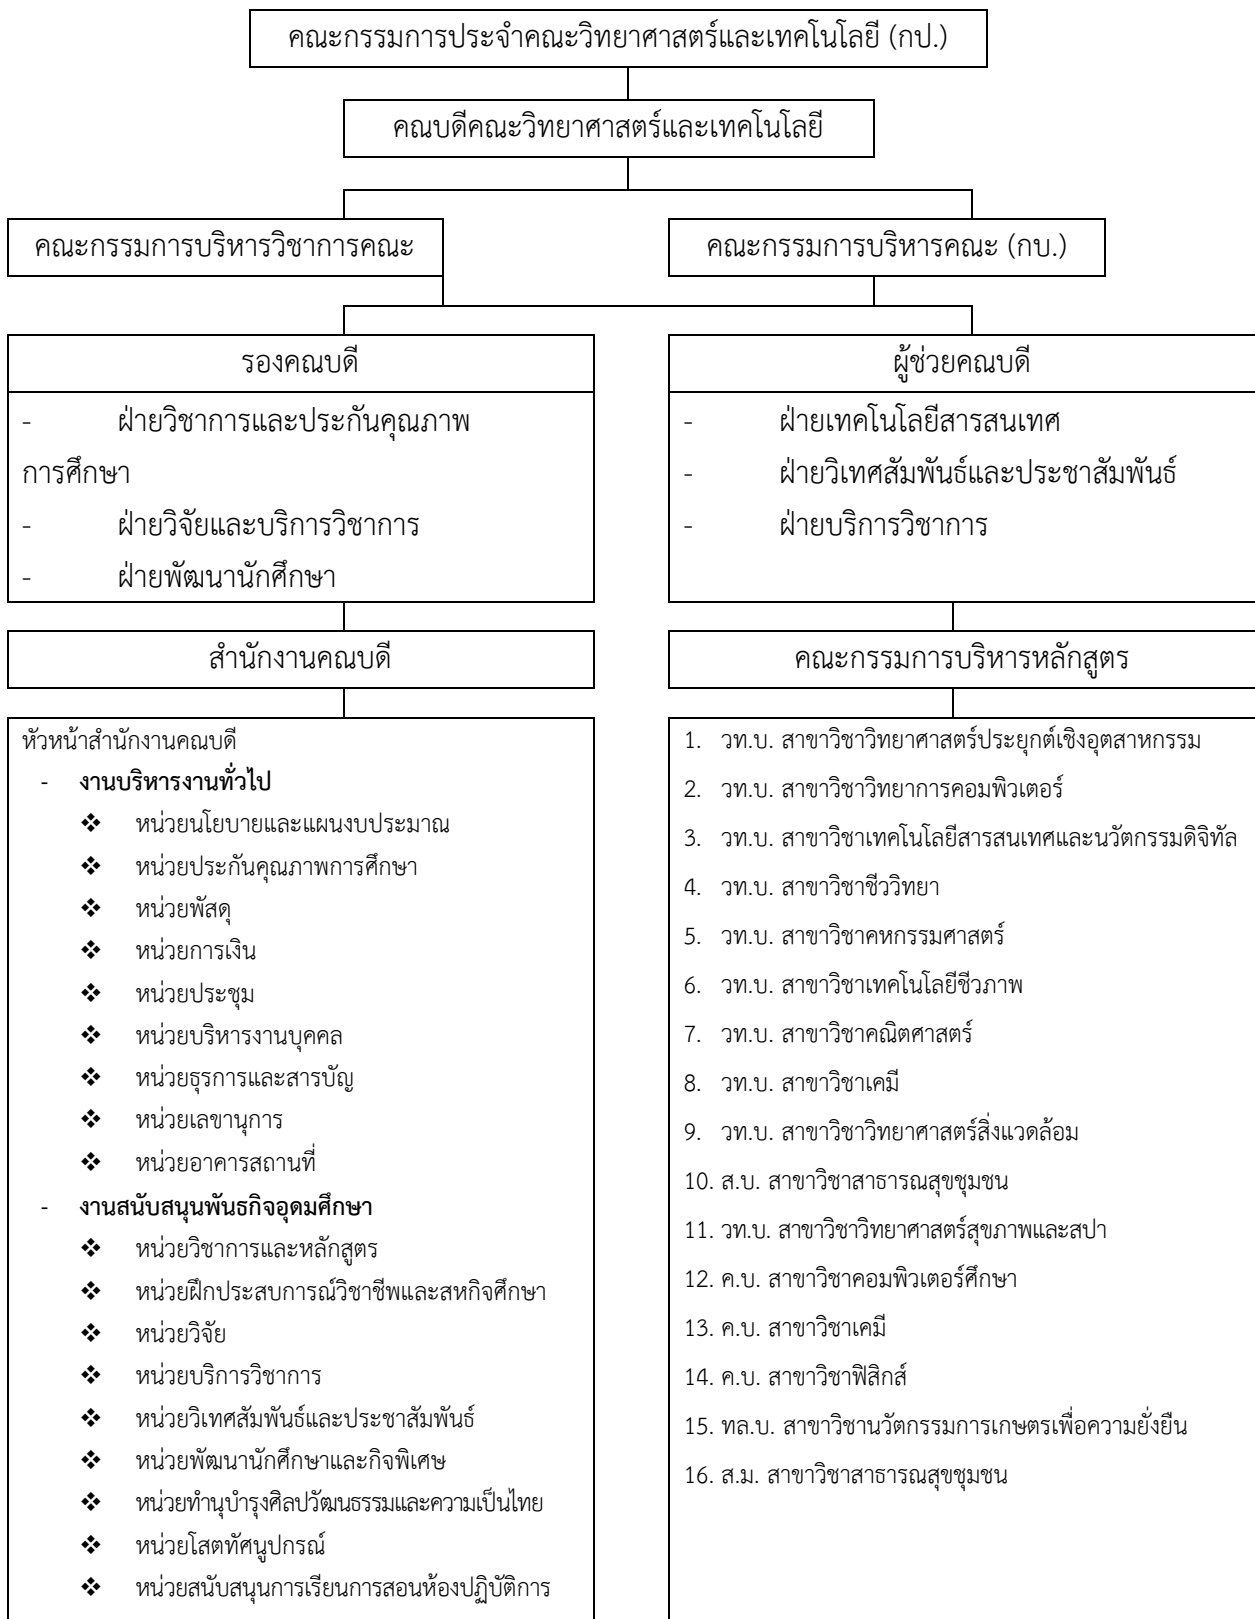 คณะกรรมการประจำคณะวิทยาศาสตร์และเทคโนโลยี (กป.)
คณบดีคณะวิทยาศาสตร์และเทคโนโลยี
คณะกรรมการบริหารวิชาการคณะ
คณะกรรมการบริหารคณะ (กบ.)
รองคณบดี
- ฝ่ายวิชาการและประกันคุณภาพ
การศึกษา
- ฝ่ายวิจัยและบริการวิชาการ
- ฝ่ายพัฒนานักศึกษา
ผู้ช่วยคณบดี
- ฝ่ายเทคโนโลยีสารสนเทศ
- ฝ่ายวิเทศสัมพันธ์และประชาสัมพันธ์
- ฝ่ายบริการวิชาการ
สำนักงานคณบดี
หัวหน้าสำนักงานคณบดี
- งานบริหารงานทั่วไป
❖ หน่วยนโยบายและแผนงบประมาณ
❖ หน่วยประกันคุณภาพการศึกษา
❖ หน่วยพัสดุ
❖ หน่วยการเงิน
❖ หน่วยประชุม
❖ หน่วยบริหารงานบุคคล
❖ หน่วยธุรการและสารบัญ
❖ หน่วยเลขานุการ
❖ หน่วยอาคารสถานที่
- งานสนับสนุนพันธกิจอุดมศึกษา
❖ หน่วยวิชาการและหลักสูตร
❖ หน่วยฝึกประสบการณ์วิชาชีพและสหกิจศึกษา
❖ หน่วยวิจัย
❖ หน่วยบริการวิชาการ
❖ หน่วยวิเทศสัมพันธ์และประชาสัมพันธ์
❖ หน่วยพัฒนานักศึกษาและกิจพิเศษ
❖ หน่วยทำนุบำรุงศิลปวัฒนธรรมและความเป็นไทย
❖ หน่วยโสตทัศนูปกรณ์
❖ หน่วยสนับสนุนการเรียนการสอนห้องปฏิบัติการ
คณะกรรมการบริหารหลักสูตร
1. วท.บ. สาขาวิชาวิทยาศาสตร์ประยุกต์เชิงอุตสาหกรรม
2. วท.บ. สาขาวิชาวิทยาการคอมพิวเตอร์
3. วท.บ. สาขาวิชาเทคโนโลยีสารสนเทศและนวัตกรรมดิจิทัล
4. วท.บ. สาขาวิชาชีววิทยา
5. วท.บ. สาขาวิชาคหกรรมศาสตร์
6. วท.บ. สาขาวิชาเทคโนโลยีชีวภาพ
7. วท.บ. สาขาวิชาคณิตศาสตร์
8. วท.บ. สาขาวิชาเคมี
9. วท.บ. สาขาวิชาวิทยาศาสตร์สิ่งแวดล้อม
10. ส.บ. สาขาวิชาสาธารณสุขชุมชน
11. วท.บ. สาขาวิชาวิทยาศาสตร์สุขภาพและสปา
12. ค.บ. สาขาวิชาคอมพิวเตอร์ศึกษา
13. ค.บ. สาขาวิชาเคมี
14. ค.บ. สาขาวิชาฟิสิกส์
15. ทล.บ. สาขาวิชานวัตกรรมการเกษตรเพื่อความยั่งยืน
16. ส.ม. สาขาวิชาสาธารณสุขชุมชน